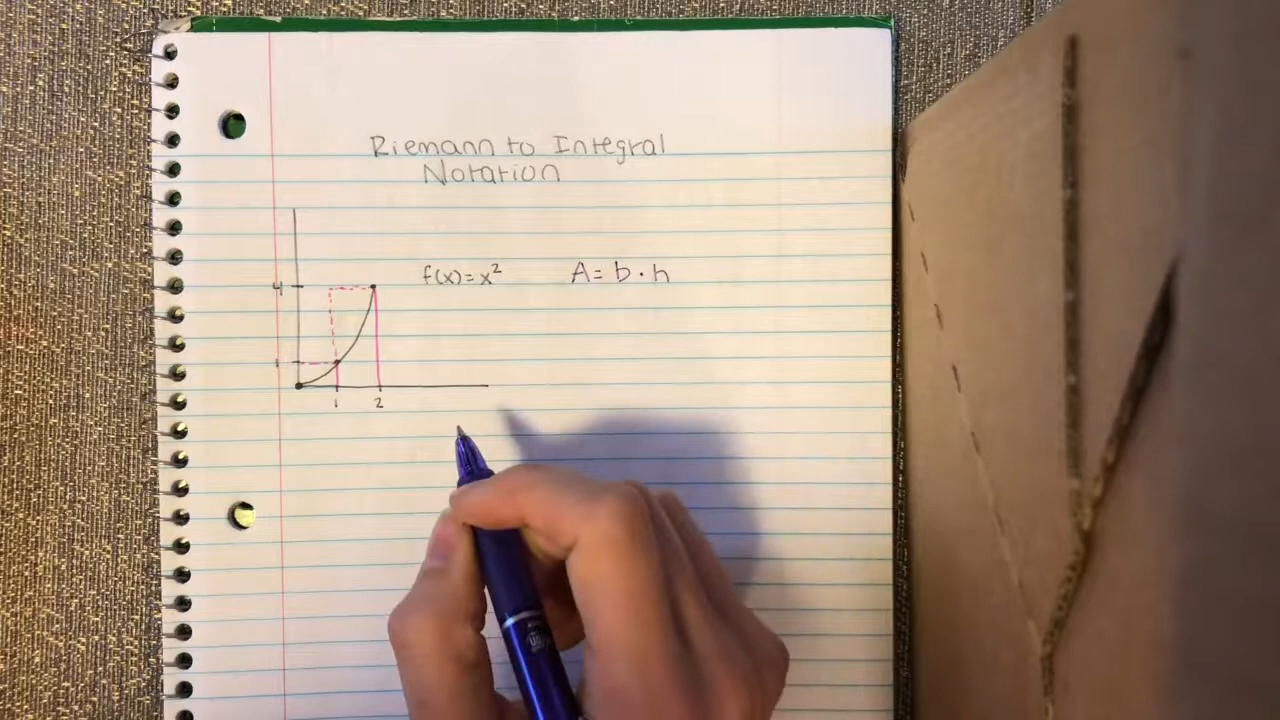 Riemann to Integral
Notation
f(x)=x² A=b·h
4
1
1 2